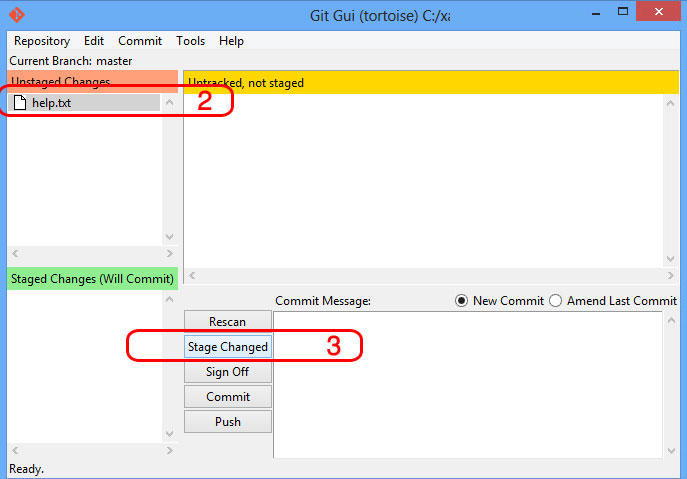 Git Gui (tortoise) C:/xa
Repository Edit Commit Tools Help
Current Branch: master
Unstaged Changes
Untracked, not staged
help.txt
2
Staged Changes (Will Commit)
Commit Message:
New Commit
Amend Last Commit
Rescan
Stage Changed
3
Sign Off
Commit
Push
Ready.